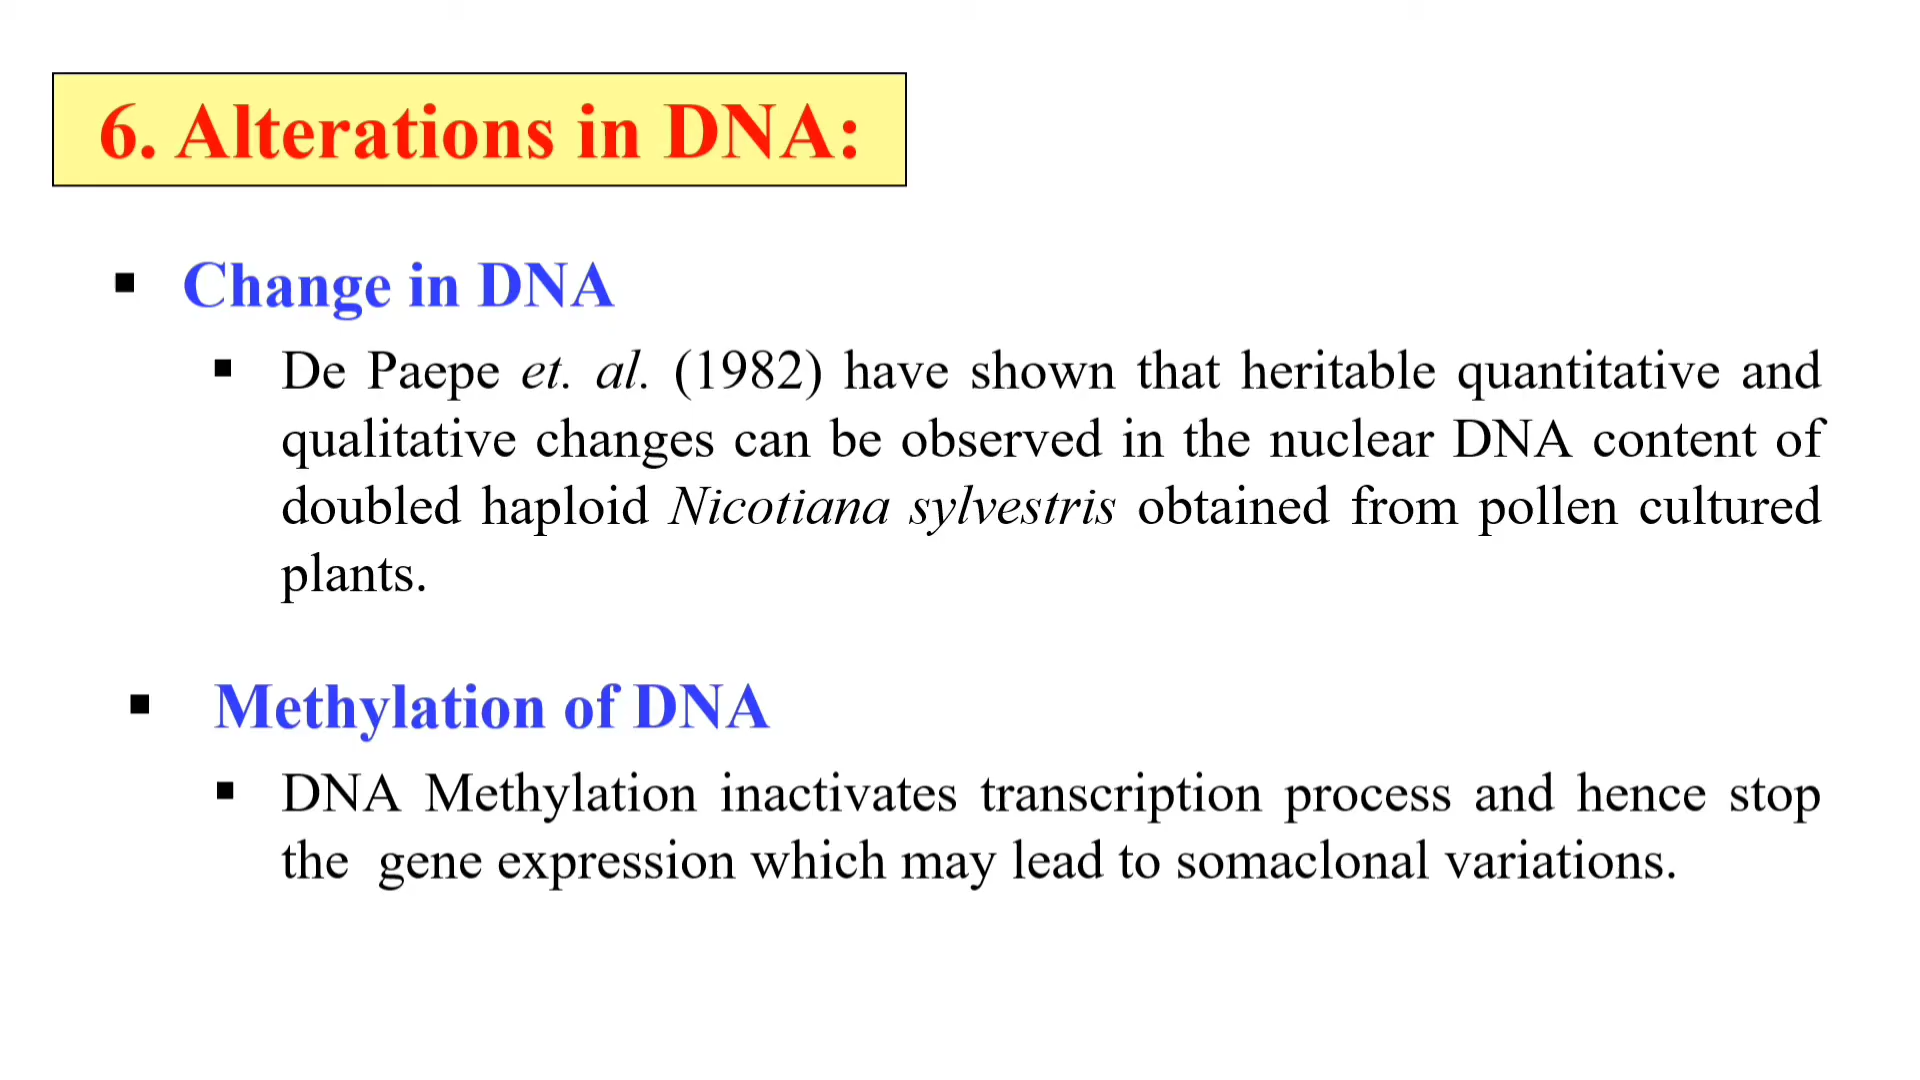 6. Alterations in DNA:
▪ Change in DNA
▪ De Paepe et. al. (1982) have shown that heritable quantitative and
qualitative changes can be observed in the nuclear DNA content of
doubled haploid Nicotiana sylvestris obtained from pollen cultured
plants.
▪ Methylation of DNA
▪ DNA Methylation inactivates transcription process and hence stop
the gene expression which may lead to somaclonal variations.